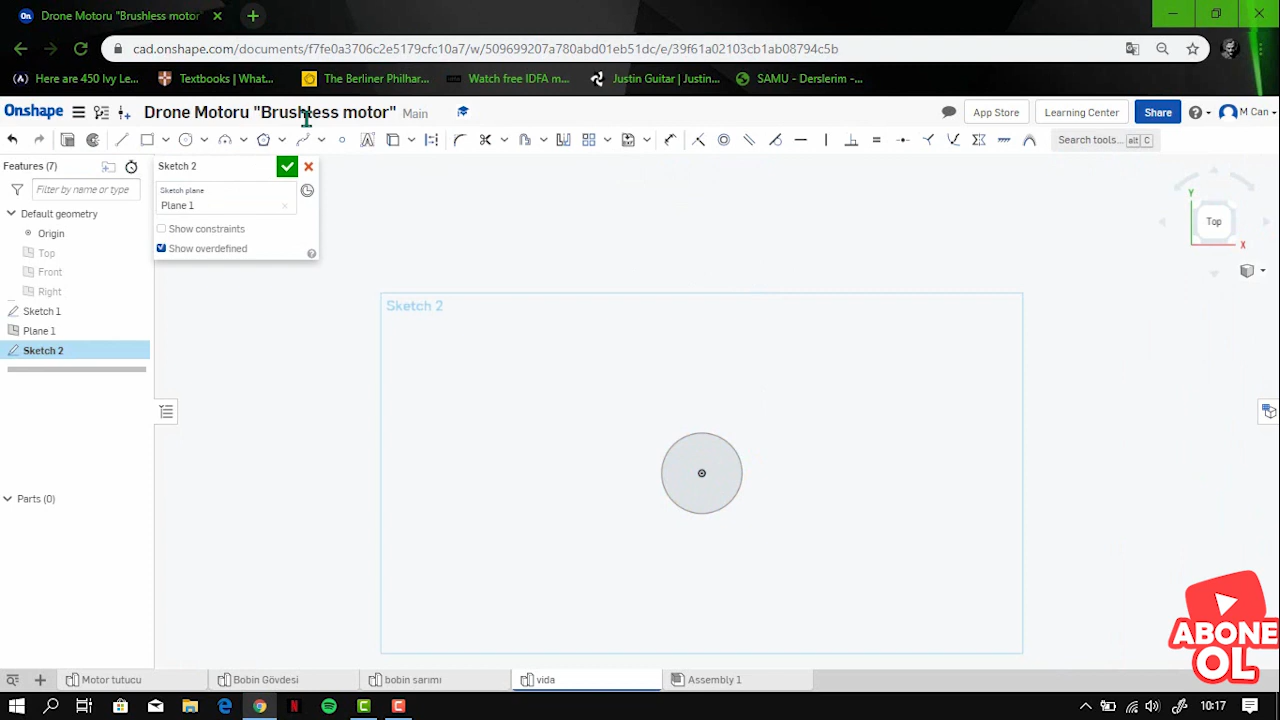 Drone Motoru "Brushless motor
cad.onshape.com/documents/f7fe0a3706c2e5179cfc10a7/w/509699207a780abd01eb51dc/e/39f61a02103cb1ab08794c5b
Here are 450 Ivy Le...
Textbooks | What...
The Berliner Philhar...
Watch free IDFA m...
Justin Guitar | Justin...
SAMU - Derslerim -...
Onshape
Drone Motoru "Brushless motor"
Main
App Store
Learning Center
Share
M Can
Search tools...
alt
C
Features (7)
Sketch 2
Filter by name or type
Sketch plane
Plane 1
Show constraints
Show overdefined
Default geometry
Origin
Top
Front
Right
Sketch 1
Plane 1
Sketch 2
Y
Top
X
Sketch 2
Parts (0)
ABONE
OL
Motor tutucu
Bobin Gövdesi
bobin sarımı
vida
Assembly 1
10:17